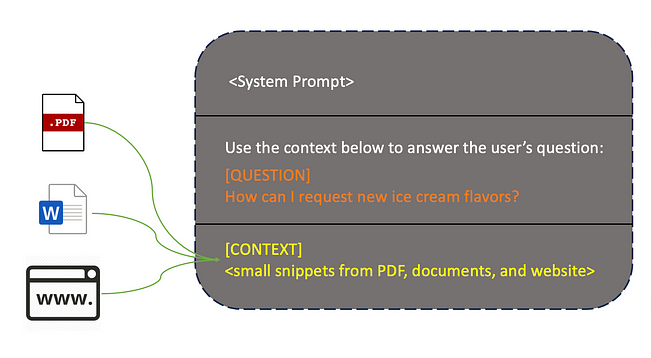 <System Prompt>
.PDF
Use the context below to answer the user's question:
[QUESTION]
How can I request new ice cream flavors?
W
[CONTEXT]
<small snippets from PDF, documents, and website>
www.